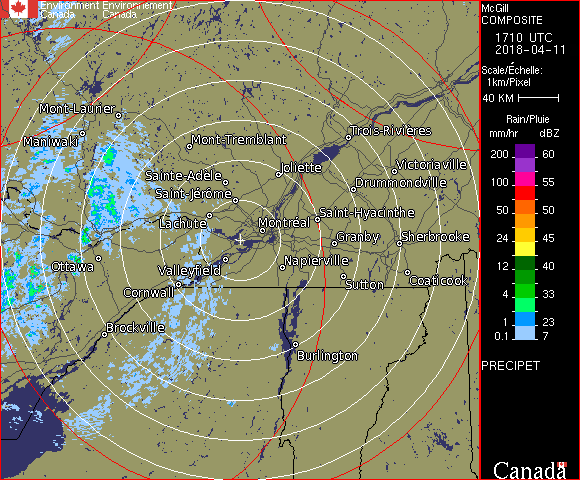 Environment Environnement
Canada Canada
McGill
COMPOSITE
1710 UTC
2018-04-11
Scale/Échelle:
1km/Pixel
40 KM
Rain/Pluie
mm/hr dBZ
200 60
100 55
50 50
24 45
12 40
4 33
1 23
0.1 7
PRECIPET
Mont-Laurier
Maniwaki
Mont-Tremblant
Trois-Rivières
Sainte-Adèle
Joliette
Victoriaville
Saint-Jérôme
Drummondville
Lachute
Montréal
Saint-Hyacinthe
Granby
Sherbrooke
Ottawa
Valleyfield
Napierville
Cornwall
Sutton
Coaticook
Brockville
Burlington
Canada